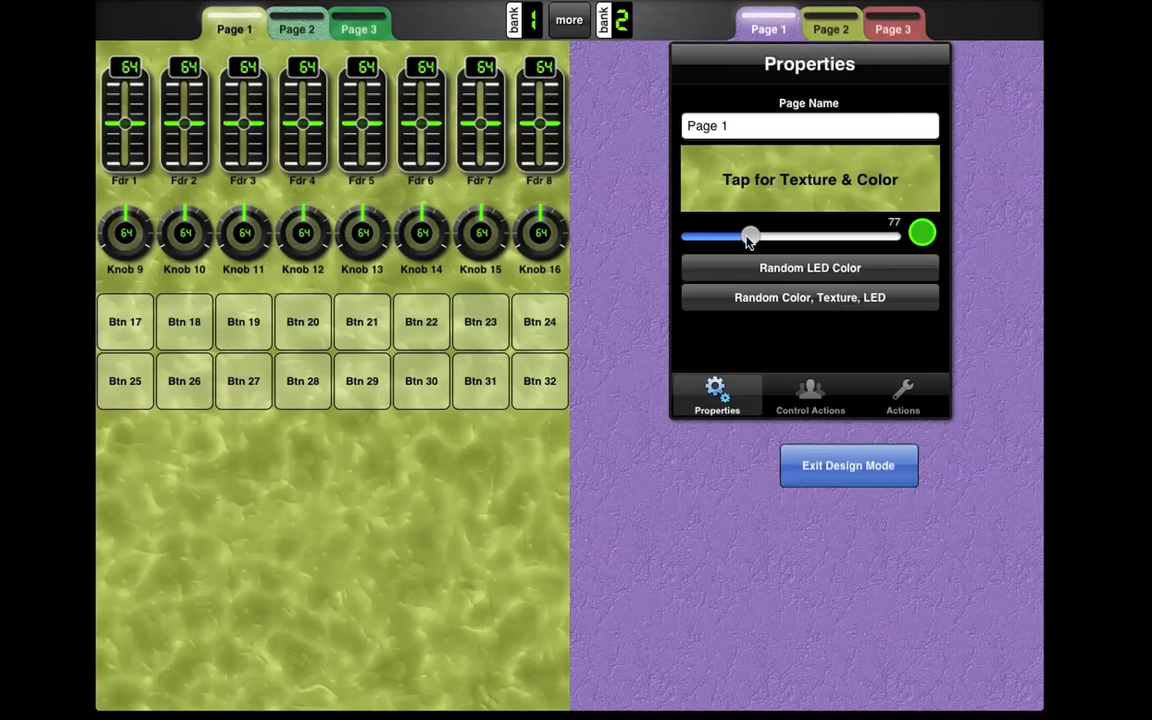 Page 1 Page 2 Page 3 bank 1 more bank 2 Page 1 Page 2 Page 3
64 64 64 64 64 64 64 64
Fdr 1 Fdr 2 Fdr 3 Fdr 4 Fdr 5 Fdr 6 Fdr 7 Fdr 8
64 64 64 64 64 64 64 64
Knob 9 Knob 10 Knob 11 Knob 12 Knob 13 Knob 14 Knob 15 Knob 16
Btn 17 Btn 18 Btn 19 Btn 20 Btn 21 Btn 22 Btn 23 Btn 24
Btn 25 Btn 26 Btn 27 Btn 28 Btn 29 Btn 30 Btn 31 Btn 32
Properties
Page Name
Page 1
Tap for Texture & Color
77
Random LED Color
Random Color, Texture, LED
Properties Control Actions Actions
Exit Design Mode